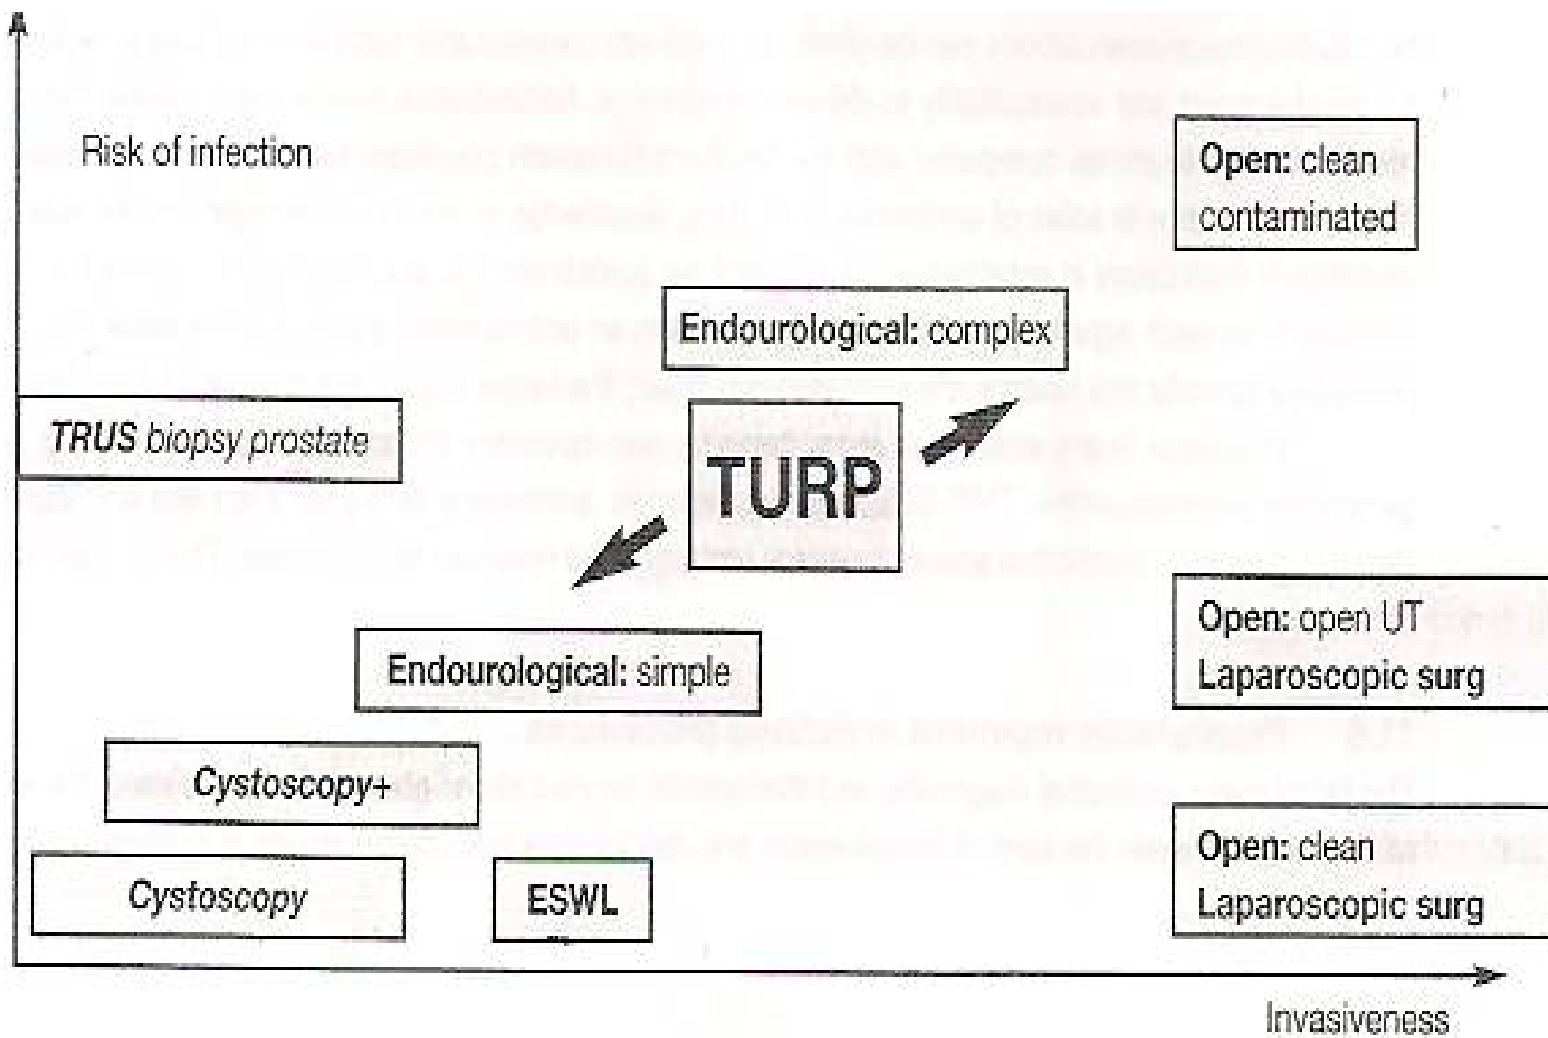 Risk of infection
Open: clean
contaminated
Endourological: complex
TRUS biopsy prostate
TURP
Open: open UT
Laparoscopic surg
Endourological: simple
Cystoscopy+
Open: clean
Laparoscopic surg
Cystoscopy
ESWL
Invasiveness